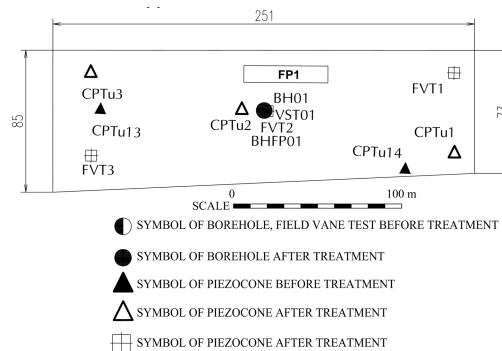 251
FP1
85
73
CPTu3
CPTu13
FVT3
CPTu2
BH01
VST01
FVT2
BHFP01
FVT1
CPTu1
CPTu14
0
100 m
SCALE
SYMBOL OF BOREHOLE, FIELD VANE TEST BEFORE TREATMENT
SYMBOL OF BOREHOLE AFTER TREATMENT
SYMBOL OF PIEZOCONE BEFORE TREATMENT
SYMBOL OF PIEZOCONE AFTER TREATMENT
SYMBOL OF PIEZOCONE AFTER TREATMENT